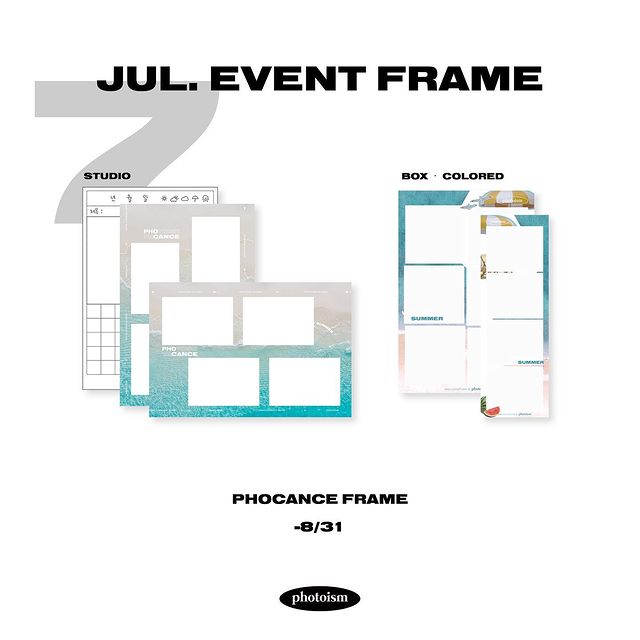 JUL. EVENT FRAME
7
STUDIO
BOX · COLORED
photoism
PHO
CANCE
SUMMER
PHO
CANCE
SUMMER
PHOCANCE FRAME
-8/31
photoism